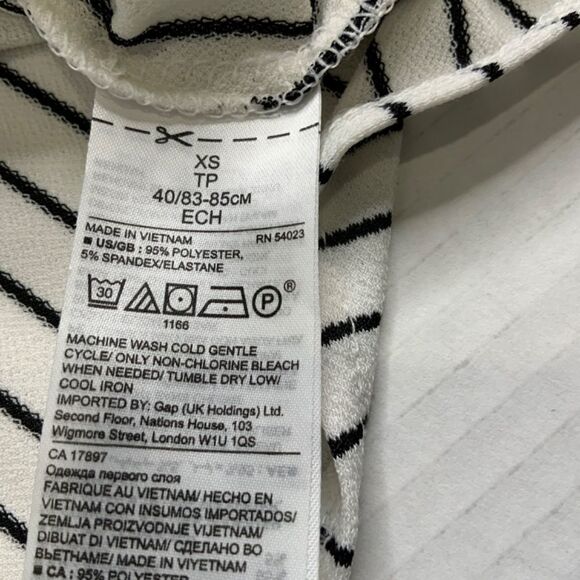 XS
TP
40/83-85CM
ECH
MADE IN VIETNAM RN 54023
■ US/GB : 95% POLYESTER,
5% SPANDEX/ELASTANE
30 P ®
1166
MACHINE WASH COLD GENTLE
CYCLE/ ONLY NON-CHLORINE BLEACH
WHEN NEEDED/ TUMBLE DRY LOW/
COOL IRON
IMPORTED BY: Gap (UK Holdings) Ltd.
Second Floor, Nations House, 103
Wigmore Street, London W1U 1QS
CA 17897
Одежда первого слоя
FABRIQUE AU VIETNAM/ HECHO EN
VIETNAM CON INSUMOS IMPORTADOS/
ZEMLJA PROIZVODNJE VIJETNAM/
DIBUAT DI VIETNAM/ СДЕЛАНО ВО
ВЬЕТНАМЕ/ MADE IN VIYETNAM
■ CA : 95% POLYESTER